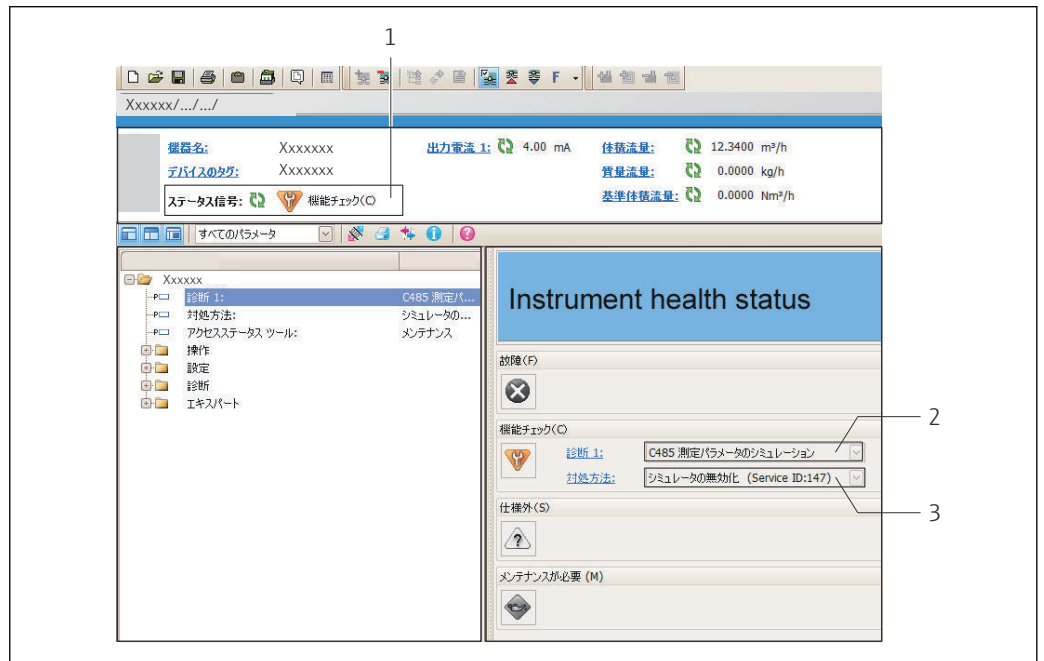 1
F
Xxxxxx/.../.../
機器名: Xxxxxxx 出力電流 1: 4.00 mA 体積流量: 12.3400 m³/h
デバイスのタグ: Xxxxxxx 質量流量: 0.0000 kg/h
ステータス信号: 機能チェック(C) 基準体積流量: 0.0000 Nm³/h
すべてのパラメータ
Xxxxxx
診断 1: C485 測定パ...
対処方法: シミュレータの...
アクセスステータス ツール: メンテナンス
操作
設定
診断
エキスパート
Instrument health status
故障(F)
機能チェック(C)
診断 1: C485 測定パラメータのシミュレーション
2
対処方法: シミュレータの無効化 (Service ID:147)
3
仕様外(S)
メンテナンスが必要 (M)